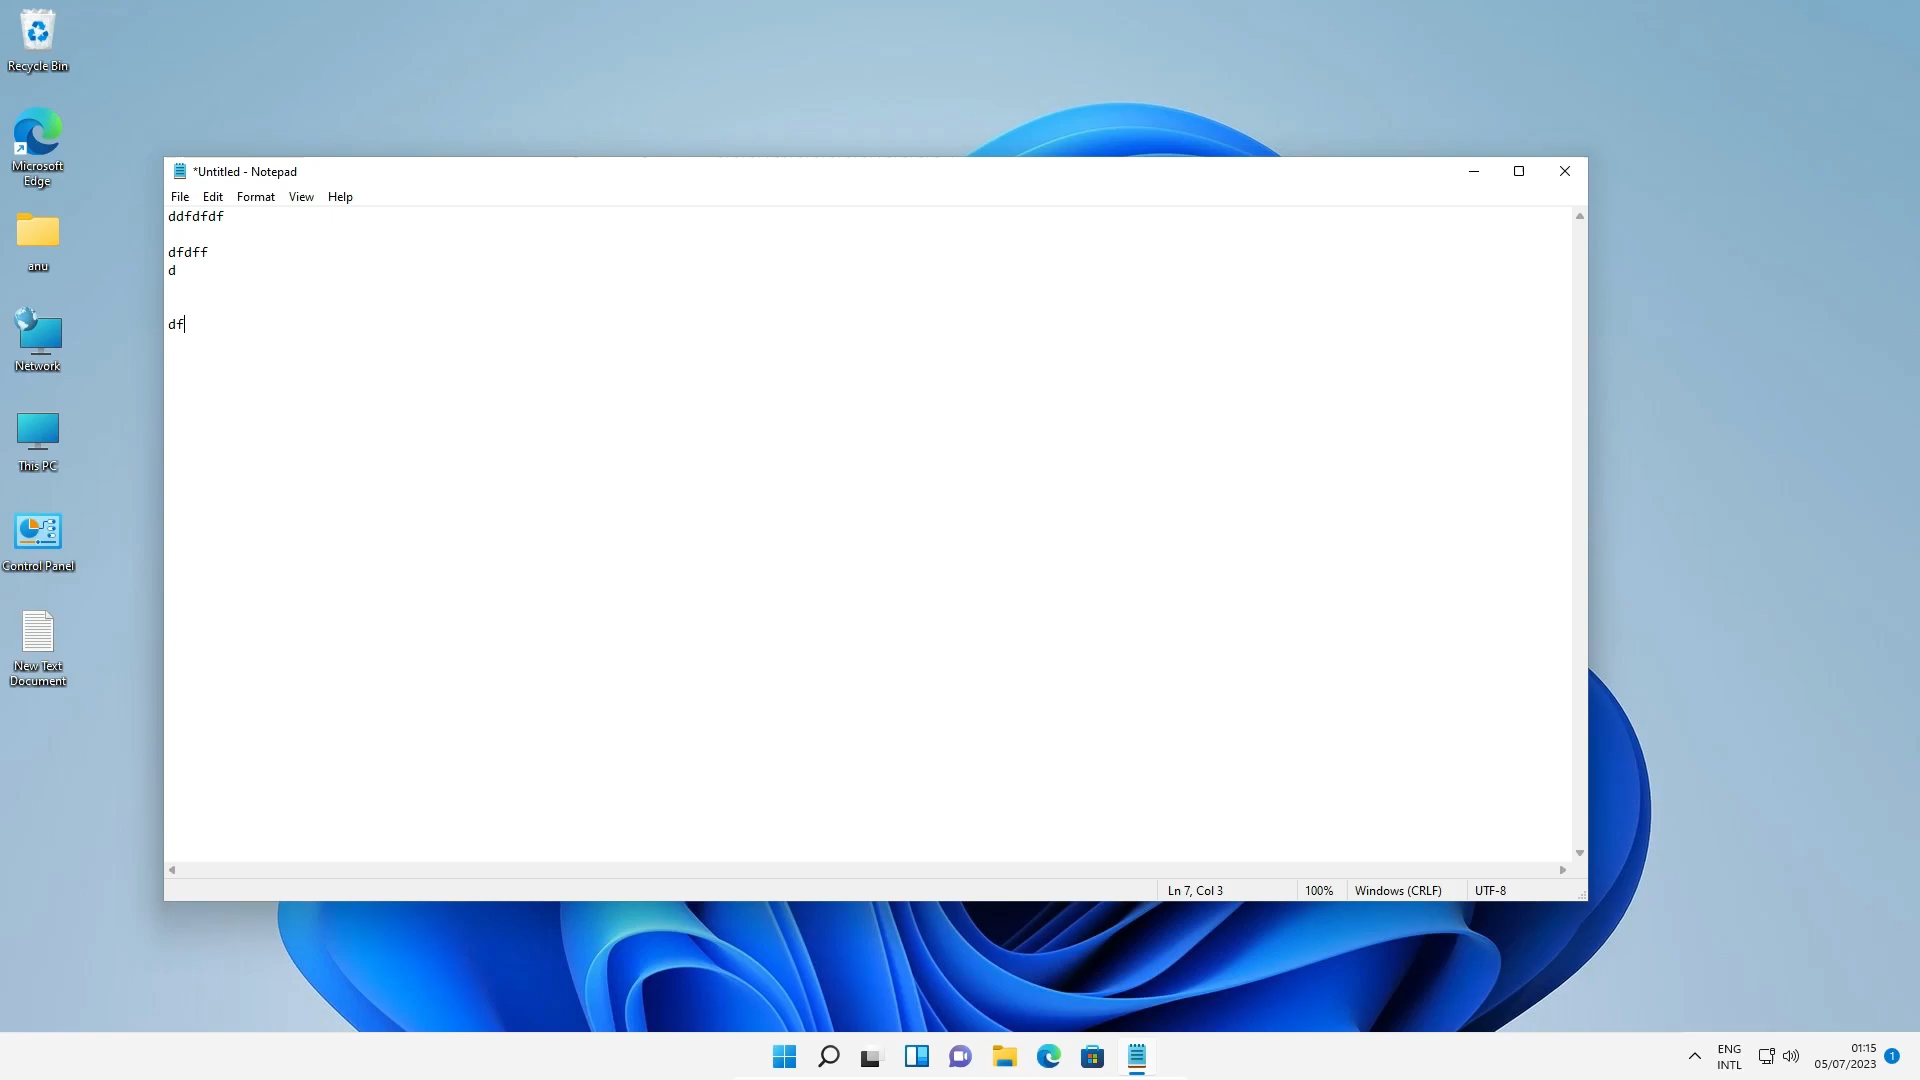 Recycle Bin
Microsoft
Edge
anu
Network
This PC
Control Panel
New Text
Document
*Untitled - Notepad
File Edit Format View Help
ddfdfdf
dfdff
d
df
Ln 7, Col 3 100% Windows (CRLF) UTF-8
ENG
INTL
01:15
05/07/2023
1